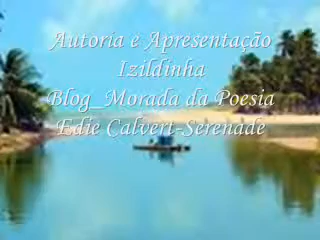 Autoria e Apresentação
Izildinha
Blog_Morada da Poesia
Edie Calvert-Serenade